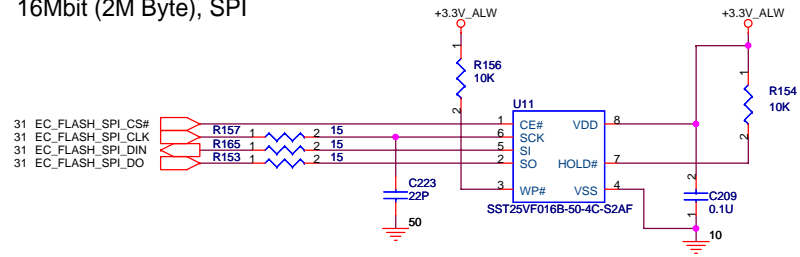 16Mbit (2M Byte), SPI
+3.3V_ALW
+3.3V_ALW
1
R156
10K
2
1
R154
10K
2
U11
31 EC_FLASH_SPI_CS#
31 EC_FLASH_SPI_CLK
31 EC_FLASH_SPI_DIN
31 EC_FLASH_SPI_DO
R157 1 2 15
R165 1 2 15
R153 1 2 15
1 CE# VDD 8
6 SCK
5 SI
2 SO HOLD# 7
3 WP# VSS 4
SST25VF016B-50-4C-S2AF
C223
22P
50
2
C209
0.1U
1
10